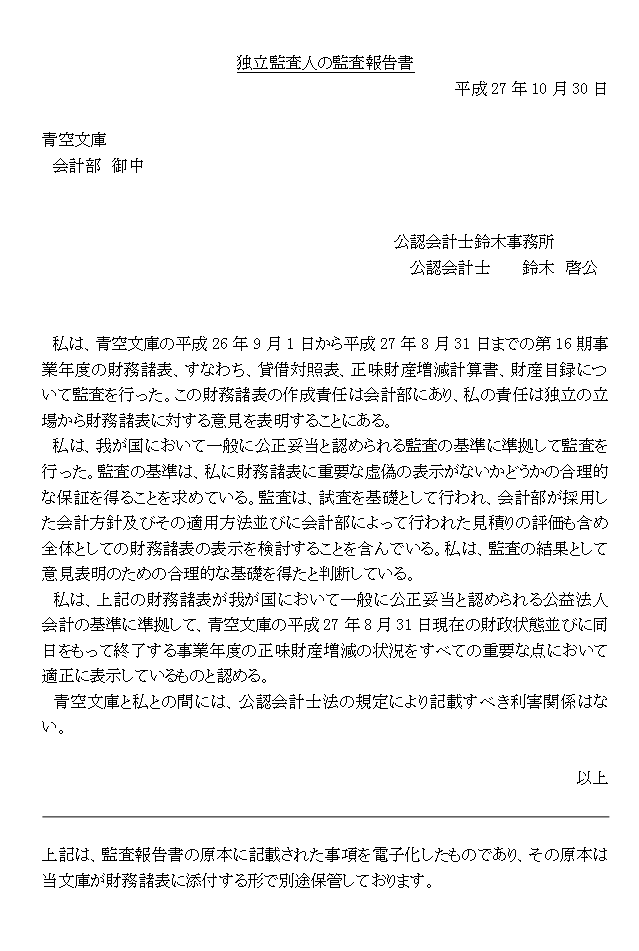 独立監査人の監査報告書
平成 27 年 10 月 30 日
青空文庫
会計部 御中
公認会計士鈴木事務所
公認会計士　　鈴木 啓公
私は、青空文庫の平成 26 年 9 月 1 日から平成 27 年 8 月 31 日までの第 16 期事
業年度の財務諸表、すなわち、貸借対照表、正味財産増減計算書、財産目録につ
いて監査を行った。この財務諸表の作成責任は会計部にあり、私の責任は独立の立
場から財務諸表に対する意見を表明することにある。
私は、我が国において一般に公正妥当と認められる監査の基準に準拠して監査を
行った。監査の基準は、私に財務諸表に重要な虚偽の表示がないかどうかの合理的
な保証を得ることを求めている。監査は、試査を基礎として行われ、会計部が採用し
た会計方針及びその適用方法並びに会計部によって行われた見積りの評価も含め
全体としての財務諸表の表示を検討することを含んでいる。私は、監査の結果として
意見表明のための合理的な基礎を得たと判断している。
私は、上記の財務諸表が我が国において一般に公正妥当と認められる公益法人
会計の基準に準拠して、青空文庫の平成 27 年 8 月 31 日現在の財政状態並びに同
日をもって終了する事業年度の正味財産増減の状況をすべての重要な点において
適正に表示しているものと認める。
青空文庫と私との間には、公認会計士法の規定により記載すべき利害関係はな
い。
以上
上記は、監査報告書の原本に記載された事項を電子化したものであり、その原本は
当文庫が財務諸表に添付する形で別途保管しております。